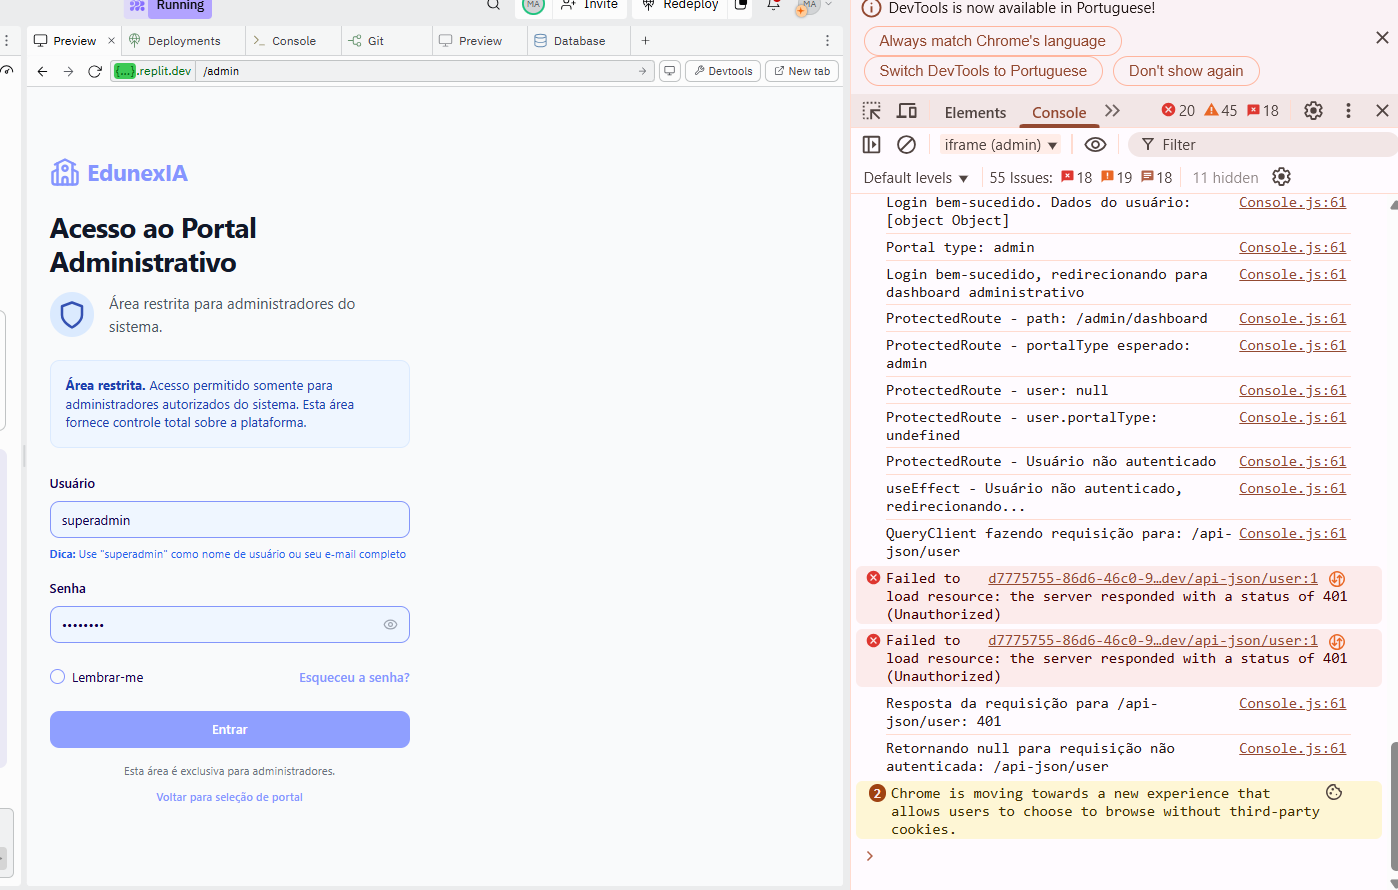 Running
MA
Invite
Redeploy
MA
Preview
Deployments
Console
Git
Preview
Database
{...}.replit.dev
/admin
Devtools
New tab
EdunexIA
Acesso ao Portal
Administrativo
Área restrita para administradores do
sistema.
Área restrita. Acesso permitido somente para
administradores autorizados do sistema. Esta área
fornece controle total sobre a plataforma.
Usuário
superadmin
Dica: Use "superadmin" como nome de usuário ou seu e-mail completo
Senha
Lembrar-me
Esqueceu a senha?
Entrar
Esta área é exclusiva para administradores.
Voltar para seleção de portal
DevTools is now available in Portuguese!
Always match Chrome's language
Switch DevTools to Portuguese
Don't show again
Elements
Console
20
45
18
iframe (admin)
Filter
Default levels
55 Issues:
18
19
18
11 hidden
Login bem-sucedido. Dados do usuário: Console.js:61
[object Object]
Portal type: admin Console.js:61
Login bem-sucedido, redirecionando para Console.js:61
dashboard administrativo
ProtectedRoute - path: /admin/dashboard Console.js:61
ProtectedRoute - portalType esperado: Console.js:61
admin
ProtectedRoute - user: null Console.js:61
ProtectedRoute - user.portalType: Console.js:61
undefined
ProtectedRoute - Usuário não autenticado Console.js:61
useEffect - Usuário não autenticado, Console.js:61
redirecionando...
QueryClient fazendo requisição para: /api- Console.js:61
json/user
Failed to d7775755-86d6-46c0-9…dev/api-json/user:1
load resource: the server responded with a status of 401
(Unauthorized)
Failed to d7775755-86d6-46c0-9…dev/api-json/user:1
load resource: the server responded with a status of 401
(Unauthorized)
Resposta da requisição para /api- Console.js:61
json/user: 401
Retornando null para requisição não Console.js:61
autenticada: /api-json/user
2 Chrome is moving towards a new experience that
allows users to choose to browse without third-party
cookies.